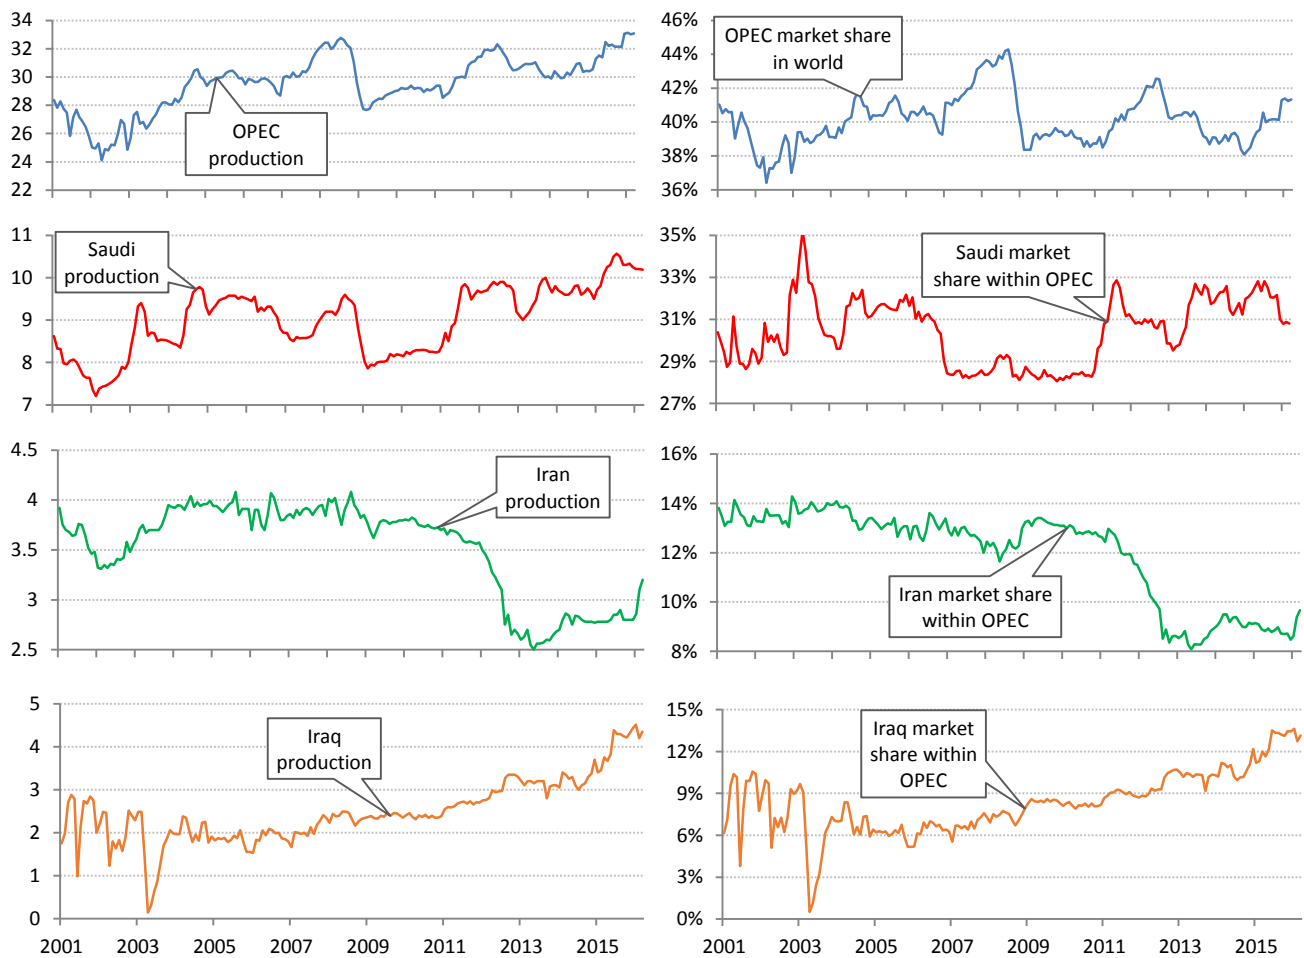 34
32
30
28
26
24
22
OPEC
production
46%
44%
42%
40%
38%
36%
OPEC market share
in world
11
10
9
8
7
Saudi
production
35%
33%
31%
29%
27%
Saudi market
share within OPEC
4.5
4
3.5
3
2.5
Iran
production
16%
14%
12%
10%
8%
Iran market share
within OPEC
5
4
3
2
1
0
Iraq
production
2001 2003 2005 2007 2009 2011 2013 2015
15%
12%
9%
6%
3%
0%
Iraq market
share within
OPEC
2001 2003 2005 2007 2009 2011 2013 2015